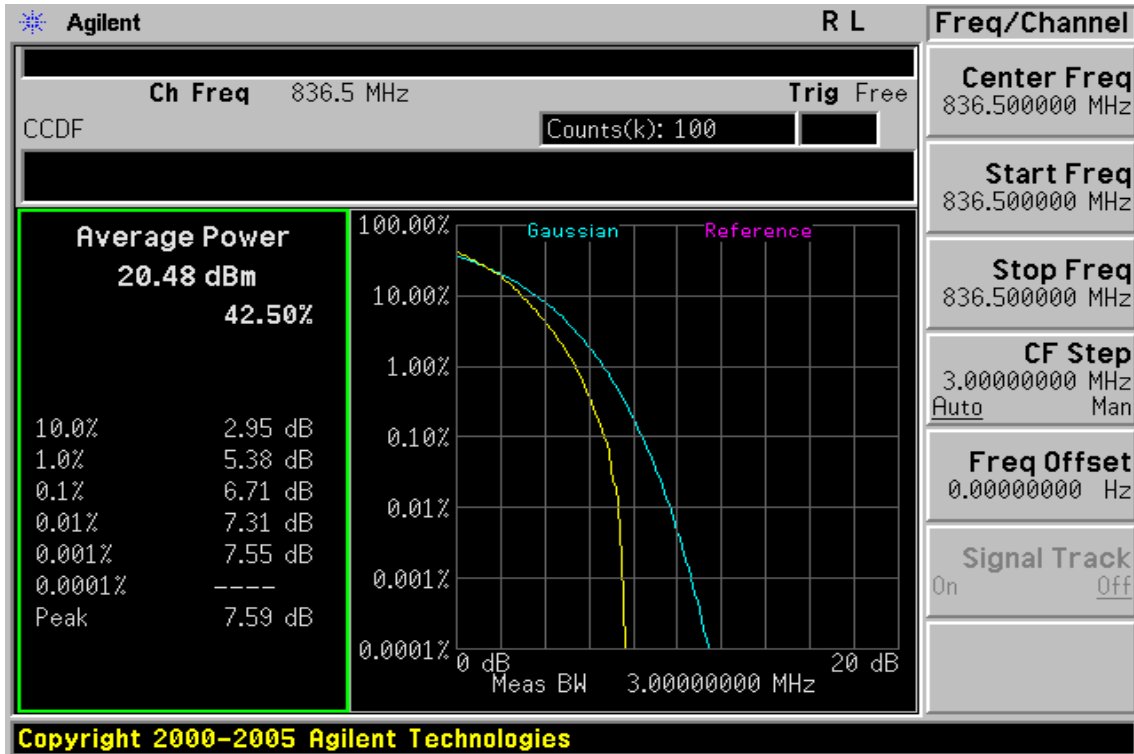 Agilent R L
Ch Freq 836.5 MHz Trig Free
CCDF Counts(k): 100
Average Power
20.48 dBm
42.50%
10.0% 2.95 dB
1.0% 5.38 dB
0.1% 6.71 dB
0.01% 7.31 dB
0.001% 7.55 dB
0.0001% ----
Peak 7.59 dB
Gaussian Reference
100.00%
10.00%
1.00%
0.10%
0.01%
0.001%
0.0001%
0 dB 20 dB
Meas BW 3.00000000 MHz
Freq/Channel
Center Freq
836.500000 MHz
Start Freq
836.500000 MHz
Stop Freq
836.500000 MHz
CF Step
3.00000000 MHz
Auto Man
Freq Offset
0.00000000 Hz
Signal Track
On Off
Copyright 2000-2005 Agilent Technologies